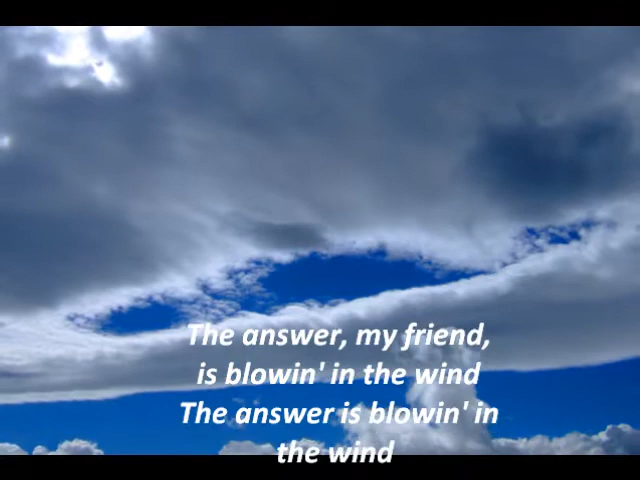 The answer, my friend,
is blowin' in the wind
The answer is blowin' in
the wind